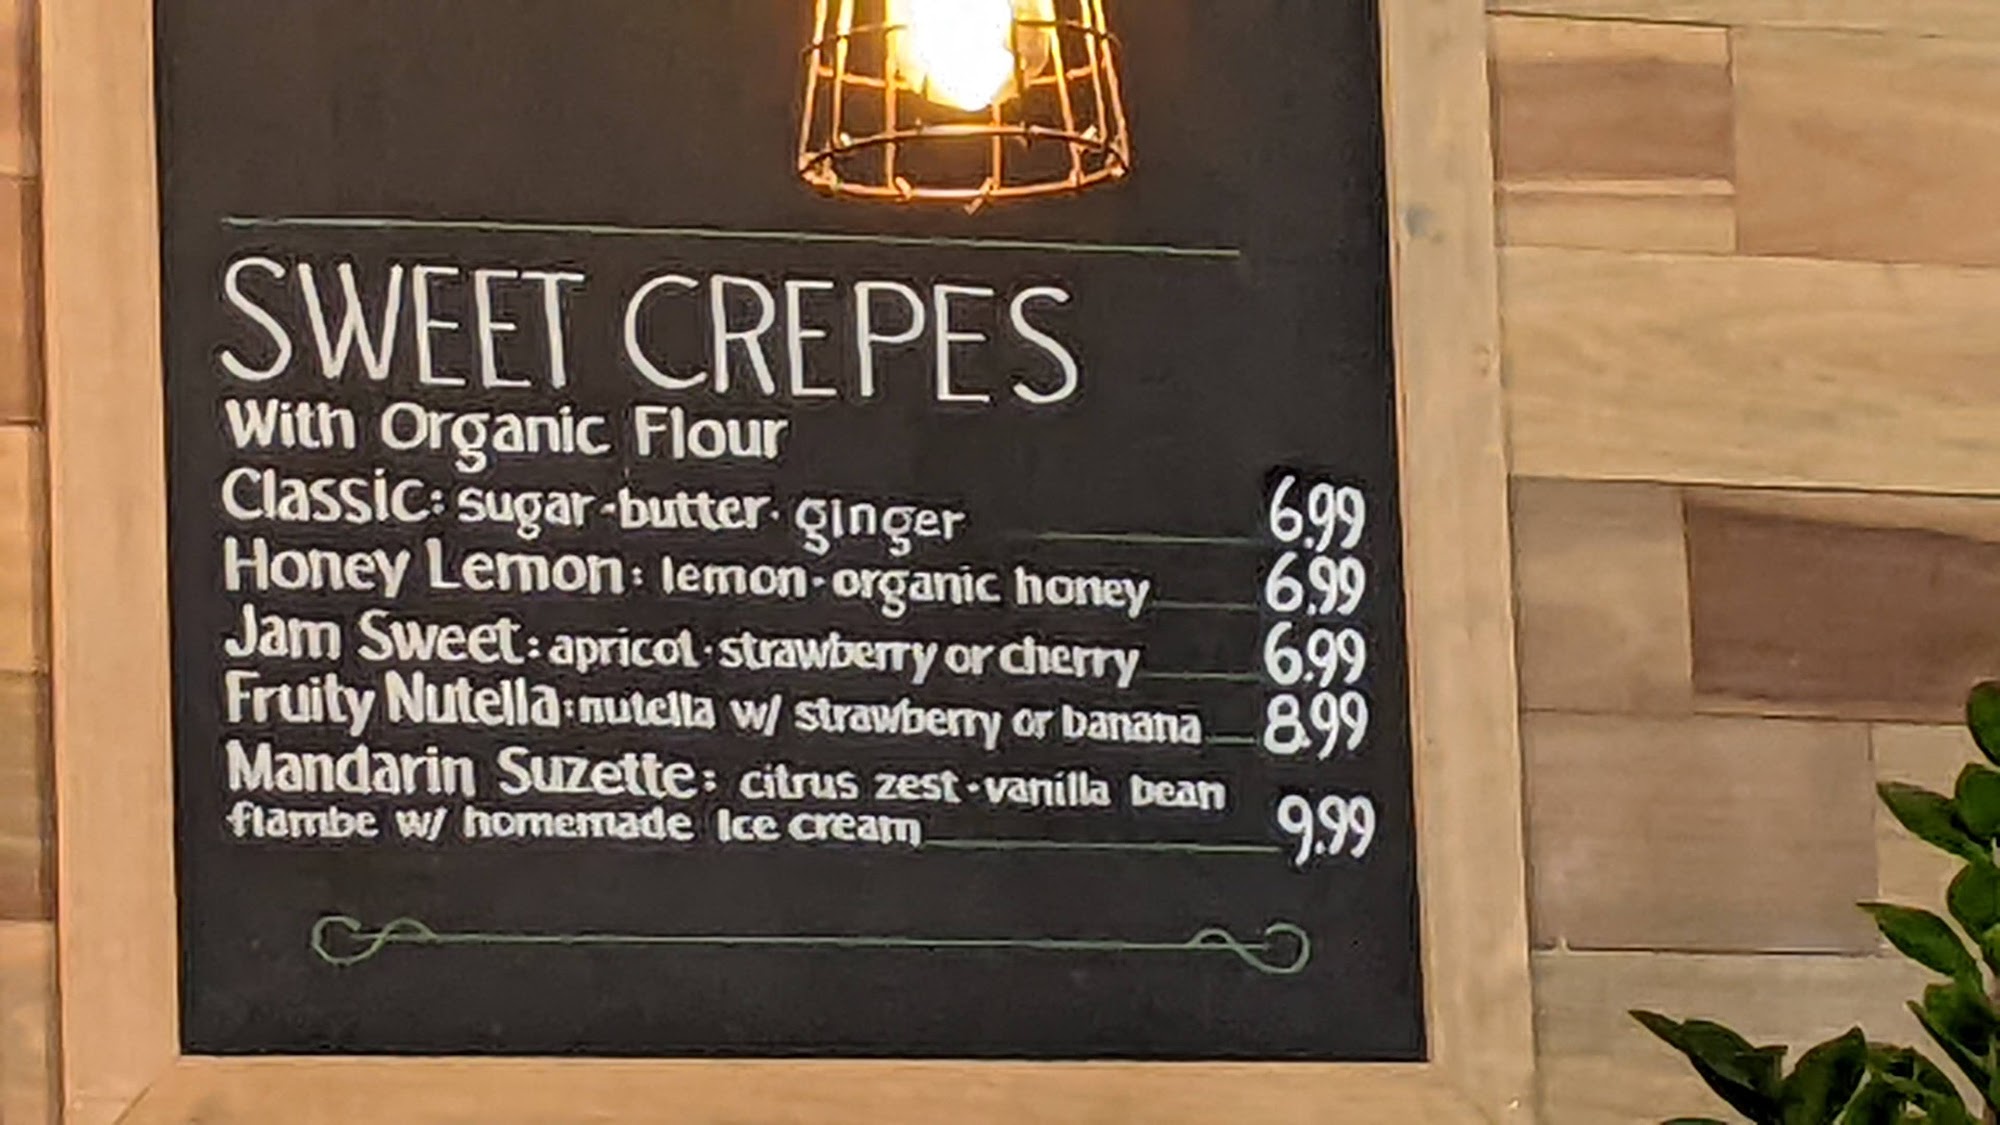 SWEET CREPES
With Organic Flour
Classic: sugar-butter· ginger 6.99
Honey Lemon: lemon-organic honey 6.99
Jam Sweet: apricot·strawberry or cherry 6.99
Fruity Nutella: nutella w/ strawberry or banana 8.99
Mandarin Suzette: citrus zest·vanilla bean
flambe w/ homemade Ice cream 9.99